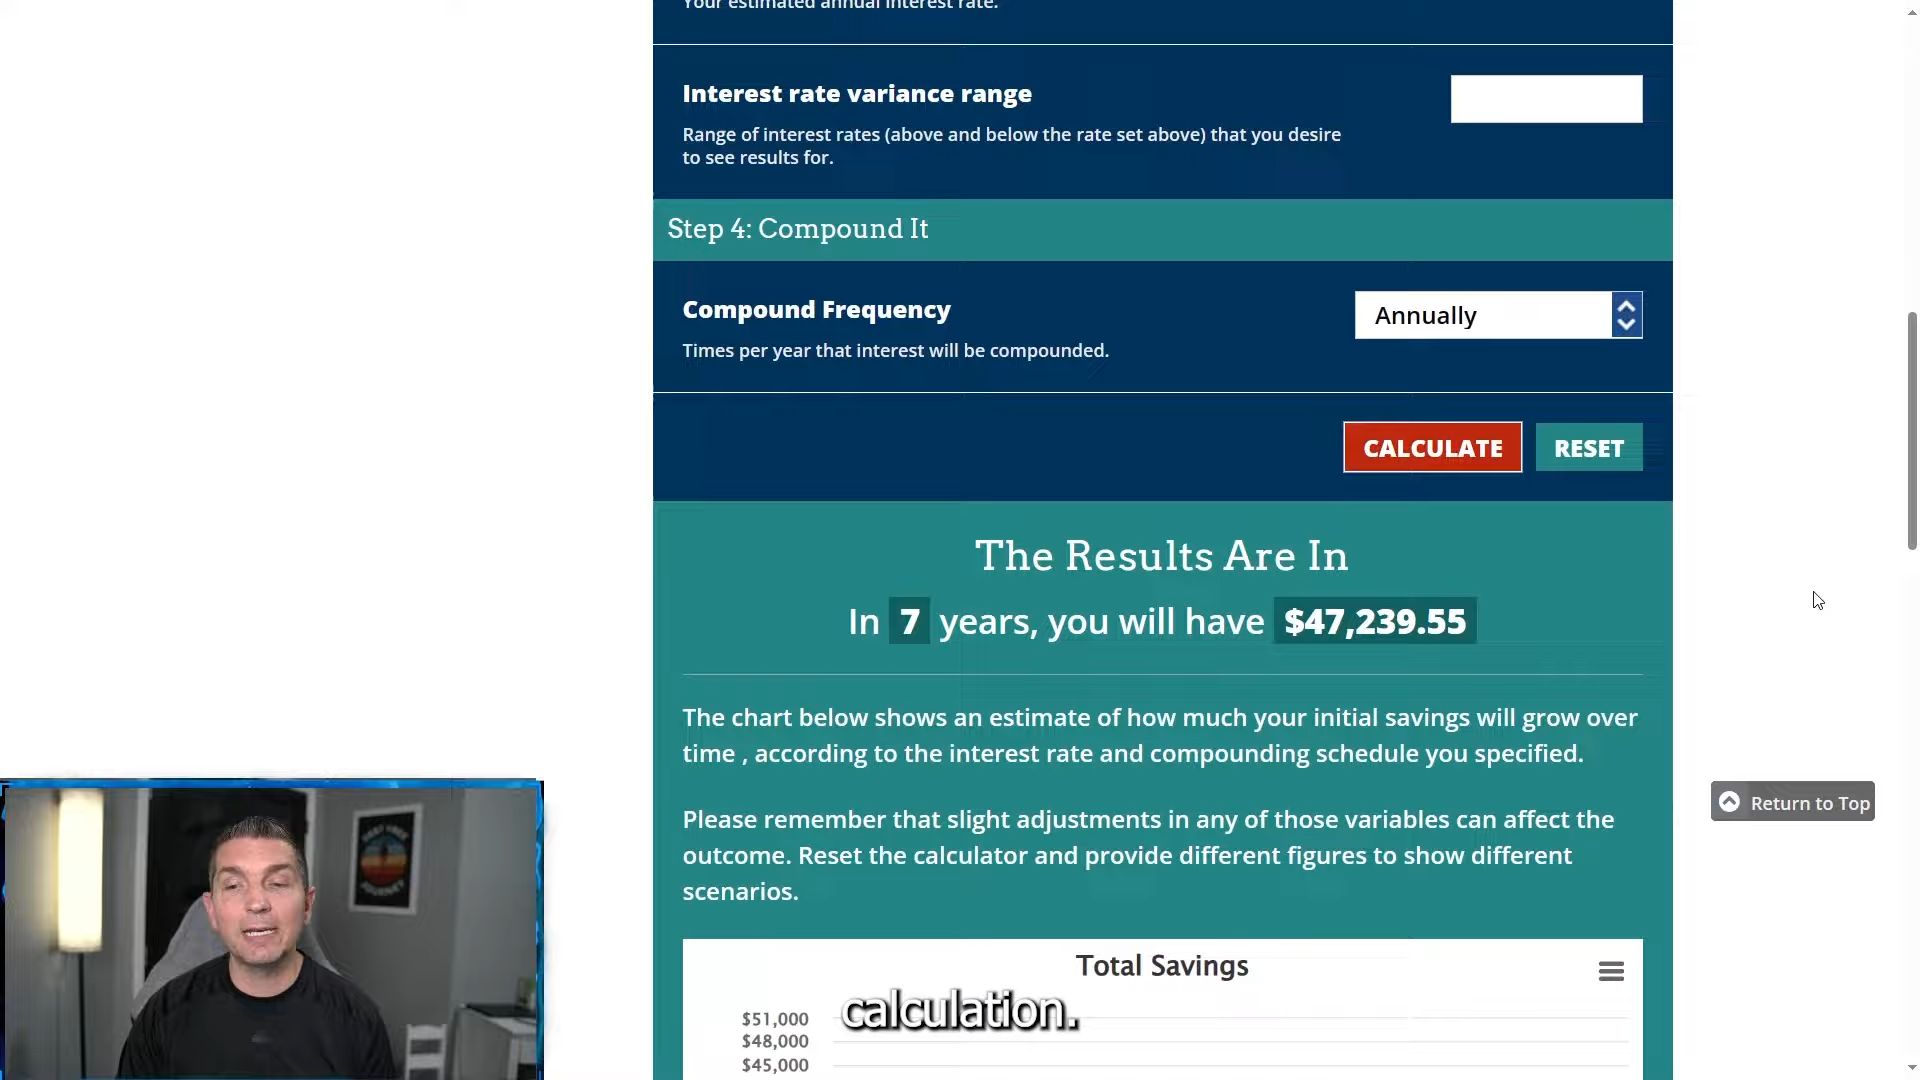 Your estimated annual interest rate.
Interest rate variance range
Range of interest rates (above and below the rate set above) that you desire
to see results for.
Step 4: Compound It
Compound Frequency
Annually
Times per year that interest will be compounded.
CALCULATE
RESET
The Results Are In
In 7 years, you will have $47,239.55
The chart below shows an estimate of how much your initial savings will grow over
time , according to the interest rate and compounding schedule you specified.
Please remember that slight adjustments in any of those variables can affect the
outcome. Reset the calculator and provide different figures to show different
scenarios.
Return to Top
Total Savings
calculation.
$51,000
$48,000
$45,000
JOURNEY